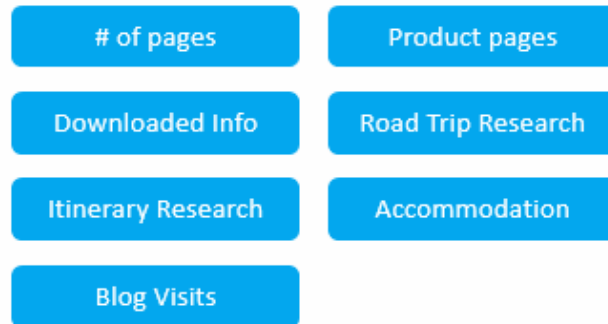 # of pages
Product pages
Downloaded Info
Road Trip Research
Itinerary Research
Accommodation
Blog Visits